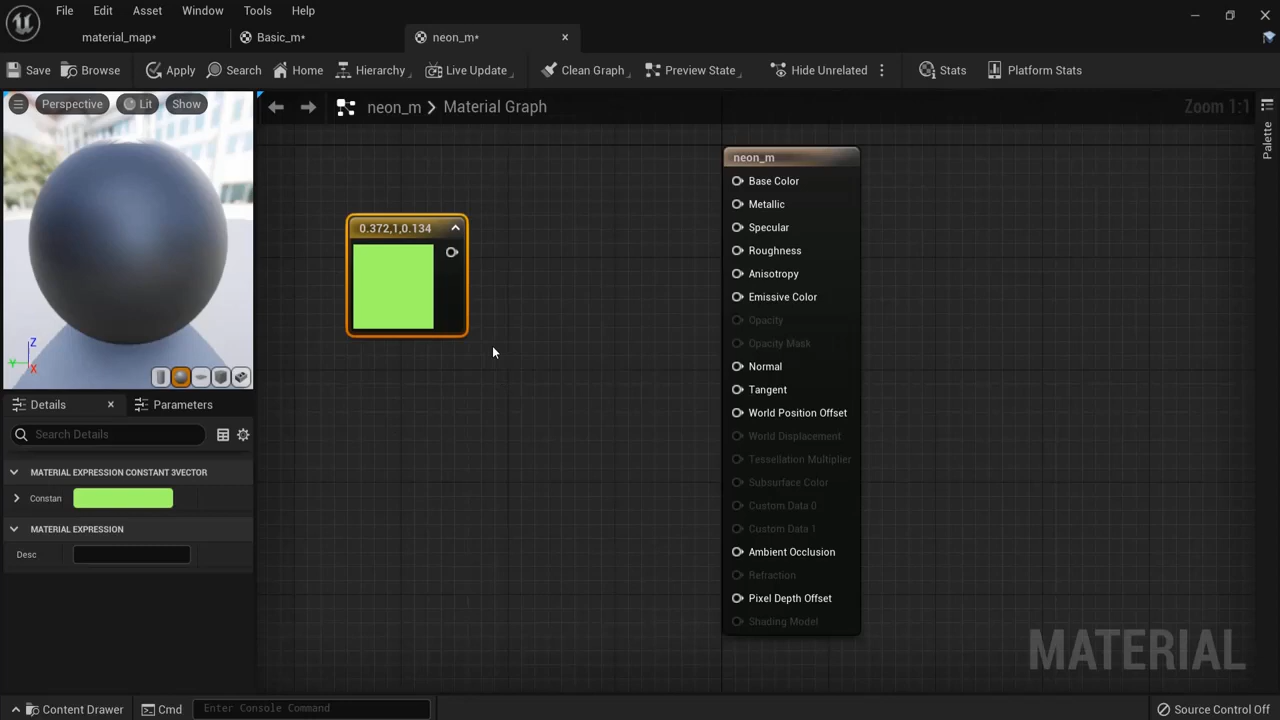 File Edit Asset Window Tools Help
material_map* Basic_m* neon_m*
Save Browse Apply Search Home Hierarchy Live Update Clean Graph Preview State Hide Unrelated Stats Platform Stats
Perspective Lit Show
neon_m Material Graph
Zoom 1:1
Palette
neon_m
Base Color
Metallic
Specular
Roughness
Anisotropy
Emissive Color
Opacity
Opacity Mask
Normal
Tangent
World Position Offset
World Displacement
Tessellation Multiplier
Subsurface Color
Custom Data 0
Custom Data 1
Ambient Occlusion
Refraction
Pixel Depth Offset
Shading Model
0.372,1,0.134
Z
Y
X
Details Parameters
Search Details
MATERIAL EXPRESSION CONSTANT 3VECTOR
Constan
MATERIAL EXPRESSION
Desc
MATERIAL
Content Drawer Cmd Enter Console Command Source Control Off